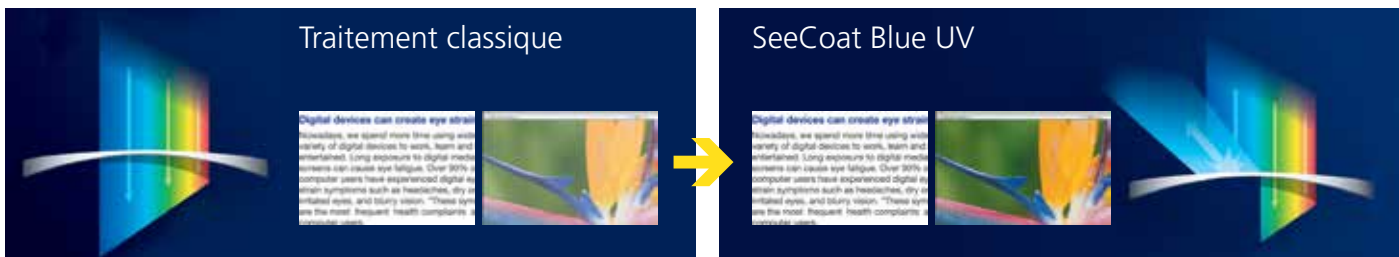 Traitement classique
Digital devices can create eye strain
Nowadays, we spend more time using wide
variety of digital devices to work, learn and
entertained. Long exposure to digital media
screens can cause eye fatigue. Over 90% o
computer users have experienced digital ey
strain symptoms such as headaches, dry or
irritated eyes, and blurry vision. "These sym
are the most frequent health complaints a
computer users.
SeeCoat Blue UV
Digital devices can create eye strain
Nowadays, we spend more time using wide
variety of digital devices to work, learn and
entertained. Long exposure to digital media
screens can cause eye fatigue. Over 90% o
computer users have experienced digital ey
strain symptoms such as headaches, dry or
irritated eyes, and blurry vision. "These sym
are the most frequent health complaints a
computer users.